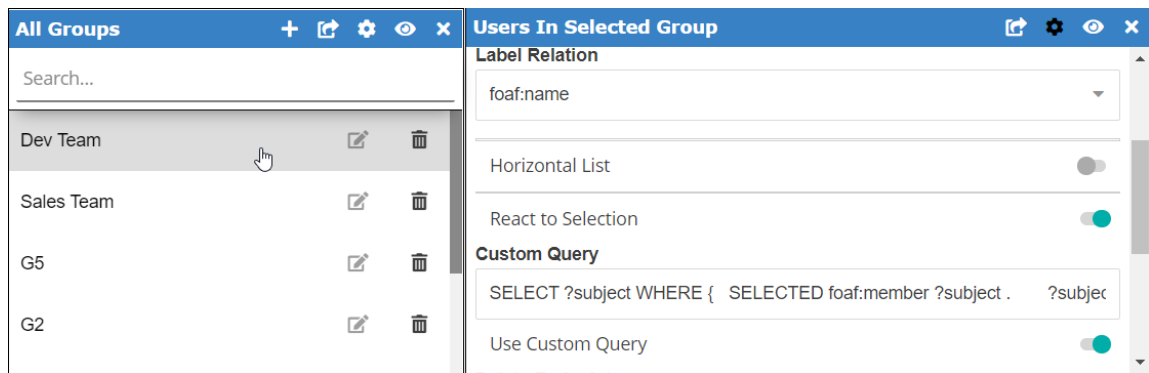 All Groups
Search...
Dev Team
Sales Team
G5
G2
Users In Selected Group
Label Relation
foaf:name
Horizontal List
React to Selection
Custom Query
SELECT ?subject WHERE { SELECTED foaf:member ?subject . ?subjec
Use Custom Query